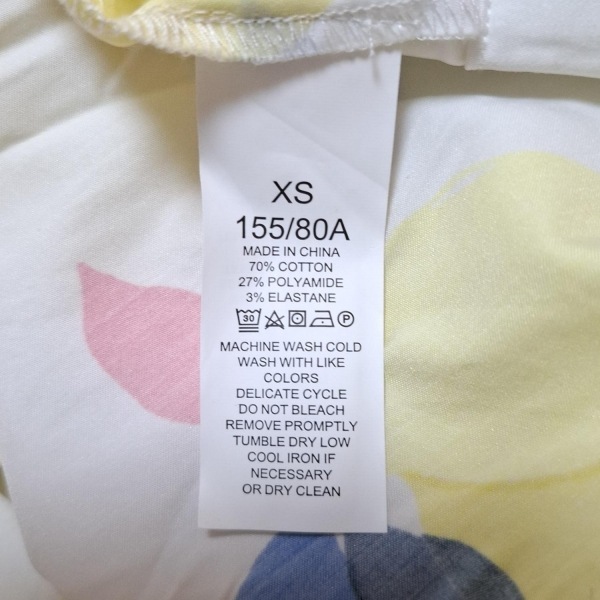 XS
155/80A
MADE IN CHINA
70% COTTON
27% POLYAMIDE
3% ELASTANE
30 P
MACHINE WASH COLD
WASH WITH LIKE
COLORS
DELICATE CYCLE
DO NOT BLEACH
REMOVE PROMPTLY
TUMBLE DRY LOW
COOL IRON IF
NECESSARY
OR DRY CLEAN